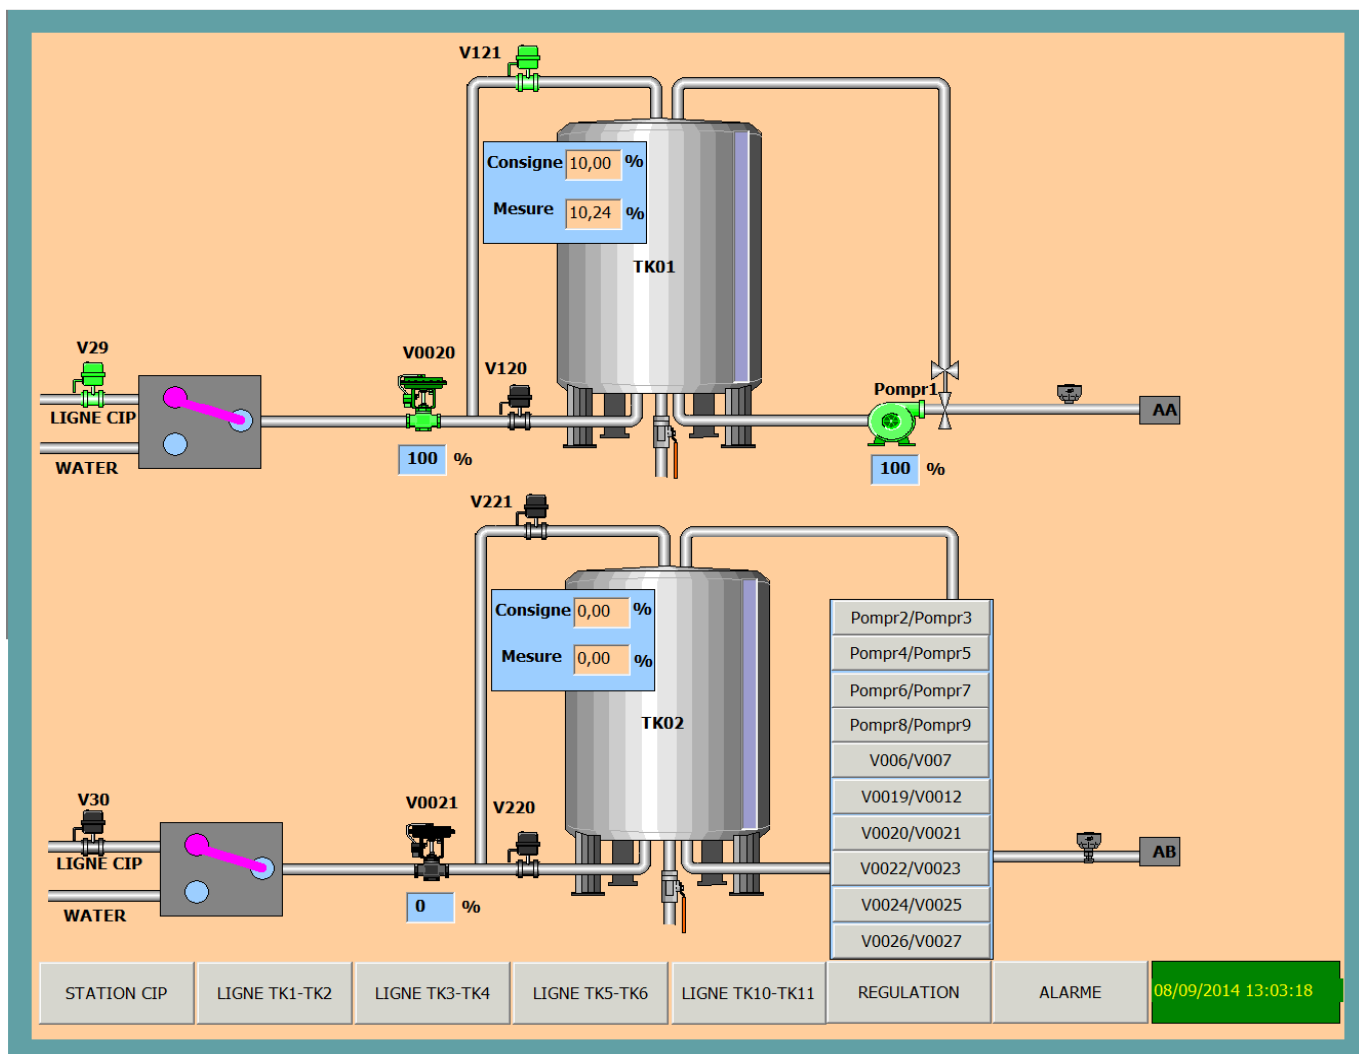 V121
Consigne 10,00 %
Mesure 10,24 %
TK01
V29
V0020
V120
Pompr1
LIGNE CIP
AA
WATER
100 %
100 %
V221
Consigne 0,00 %
Mesure 0,00 %
TK02
Pompr2/Pompr3
Pompr4/Pompr5
Pompr6/Pompr7
Pompr8/Pompr9
V006/V007
V0019/V0012
V0020/V0021
V0022/V0023
V0024/V0025
V0026/V0027
V30
V0021
V220
LIGNE CIP
AB
WATER
0 %
STATION CIP
LIGNE TK1-TK2
LIGNE TK3-TK4
LIGNE TK5-TK6
LIGNE TK10-TK11
REGULATION
ALARME
08/09/2014 13:03:18